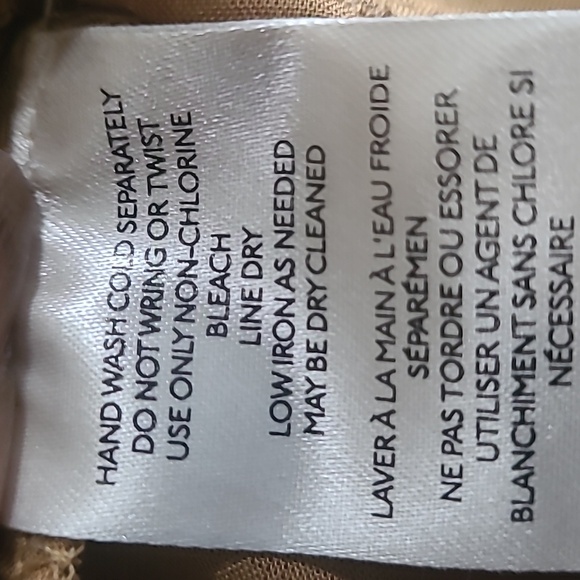 HAND WASH COLD SEPARATELY
DO NOT WRING OR TWIST
USE ONLY NON-CHLORINE
BLEACH
LINE DRY
LOW IRON AS NEEDED
MAY BE DRY CLEANED
LAVER À LA MAIN À L'EAU FROIDE
SÉPARÉMEN
NE PAS TORDRE OU ESSORER
UTILISER UN AGENT DE
BLANCHIMENT SANS CHLORE SI
NÉCESSAIRE